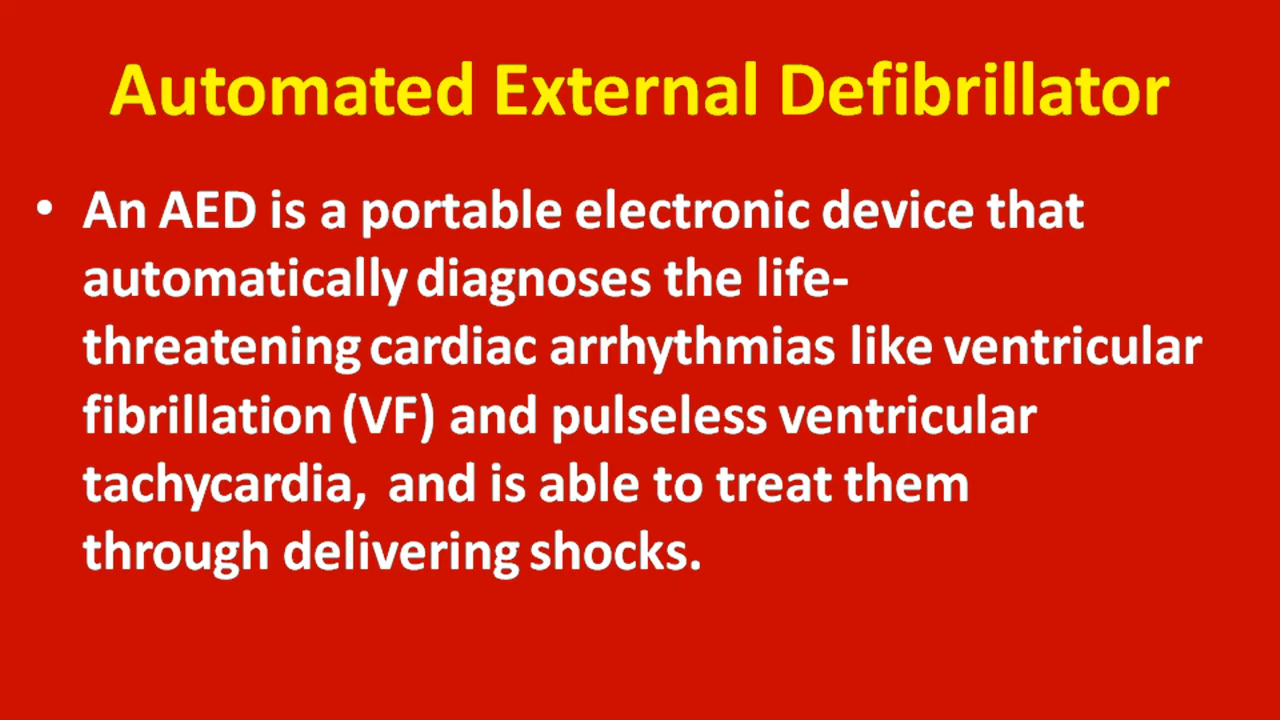 Automated External Defibrillator
• An AED is a portable electronic device that
automatically diagnoses the life-
threatening cardiac arrhythmias like ventricular
fibrillation (VF) and pulseless ventricular
tachycardia, and is able to treat them
through delivering shocks.